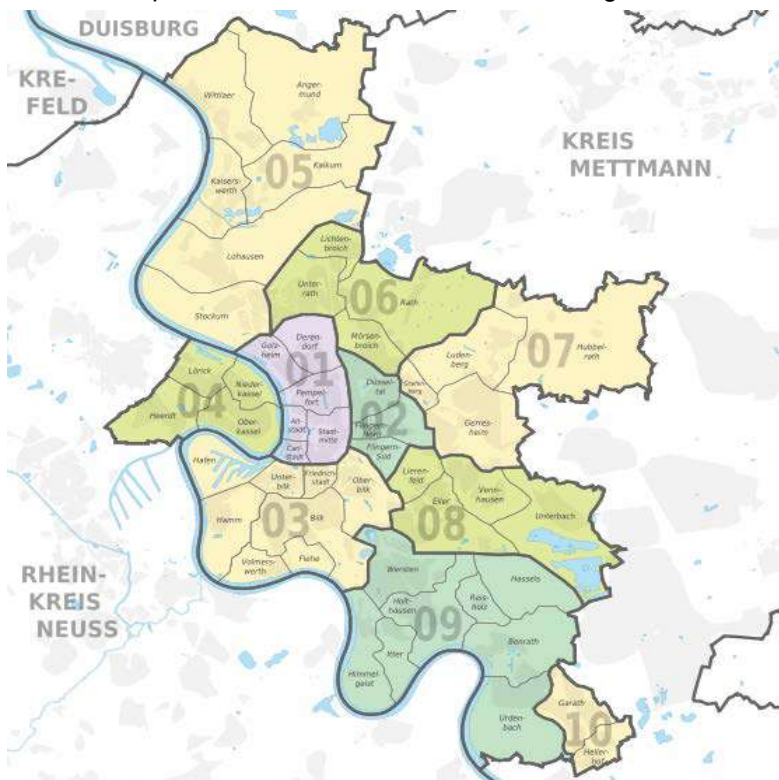 DUISBURG
KRE-
FELD
KREIS
METTMANN
Wittlaer
Anger-
mund
05
Kalkum
Kaisers-
werth
Lohausen
Stockum
Lichten-
broich
Unter-
rath
06
Rath
Mörsen-
broich
07
Hubbel-
rath
Luden-
berg
Gerres-
heim
Golz-
heim
Deren-
dorf
01
Pempel-
fort
Alt-
stadt
Stadt-
mitte
Carl-
stadt
Düssel-
tal
02
Flingern-
Nord
Flingern-
Süd
Lörick
Nieder-
kassel
04
Heerdt
Ober-
kassel
Hafen
Unter-
bilk
Friedrich-
stadt
Ober-
bilk
Hamm
03
Bilk
Volmers-
werth
Flehe
Lieren-
feld
Eller
Venn-
hausen
08
Unterbach
RHEIN-
KREIS
NEUSS
Wersten
Hassels
Holt-
hausen
Reis-
holz
09
Itter
Benrath
Himmel-
geist
Urden-
bach
Garath
10
Heller-
hof